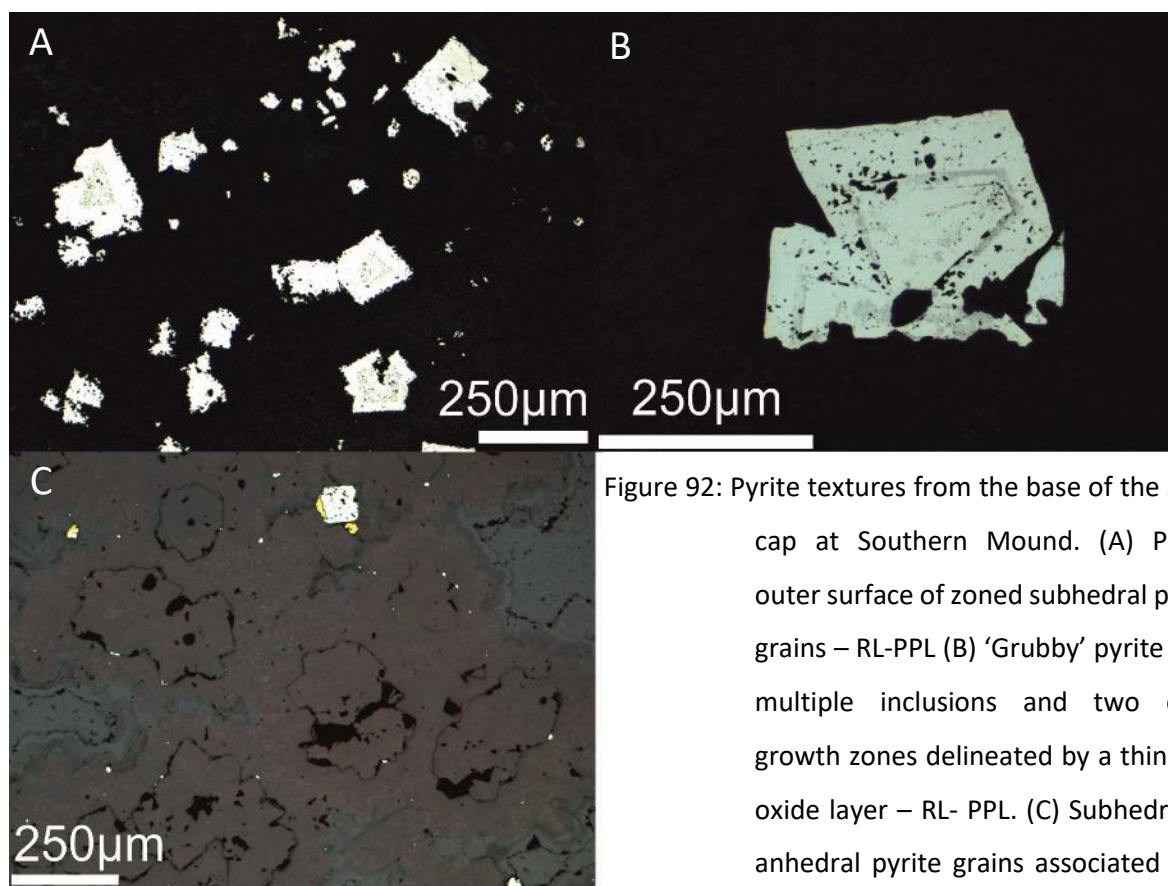 A
B
250µm
250µm
C
250µm
Figure 92: Pyrite textures from the base of the
cap at Southern Mound. (A) P
outer surface of zoned subhedral p
grains – RL-PPL (B) ‘Grubby’ pyrite
multiple inclusions and two
growth zones delineated by a thin
oxide layer – RL- PPL. (C) Subhedr
anhedral pyrite grains associated